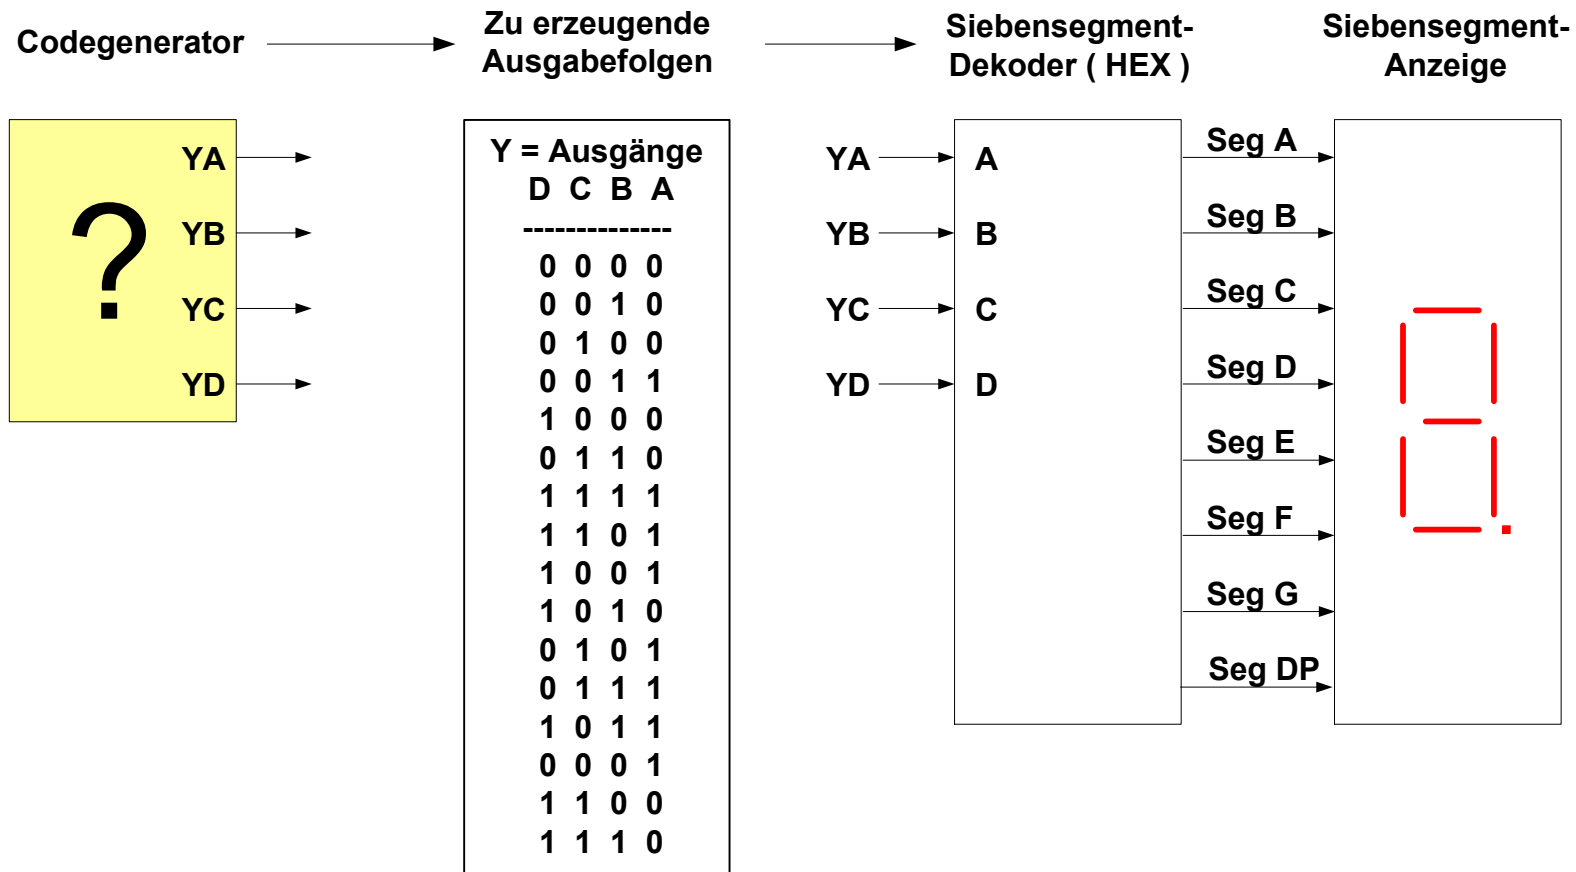 Codegenerator
Zu erzeugende
Ausgabefolgen
Siebensegment-
Dekoder ( HEX )
Siebensegment-
Anzeige
?
YA
YB
YC
YD
Y = Ausgänge
D C B A
--------------
0 0 0 0
0 0 1 0
0 1 0 0
0 0 1 1
1 0 0 0
0 1 1 0
1 1 1 1
1 1 0 1
1 0 0 1
1 0 1 0
0 1 0 1
0 1 1 1
1 0 1 1
0 0 0 1
1 1 0 0
1 1 1 0
YA
YB
YC
YD
A
B
C
D
Seg A
Seg B
Seg C
Seg D
Seg E
Seg F
Seg G
Seg DP
8.